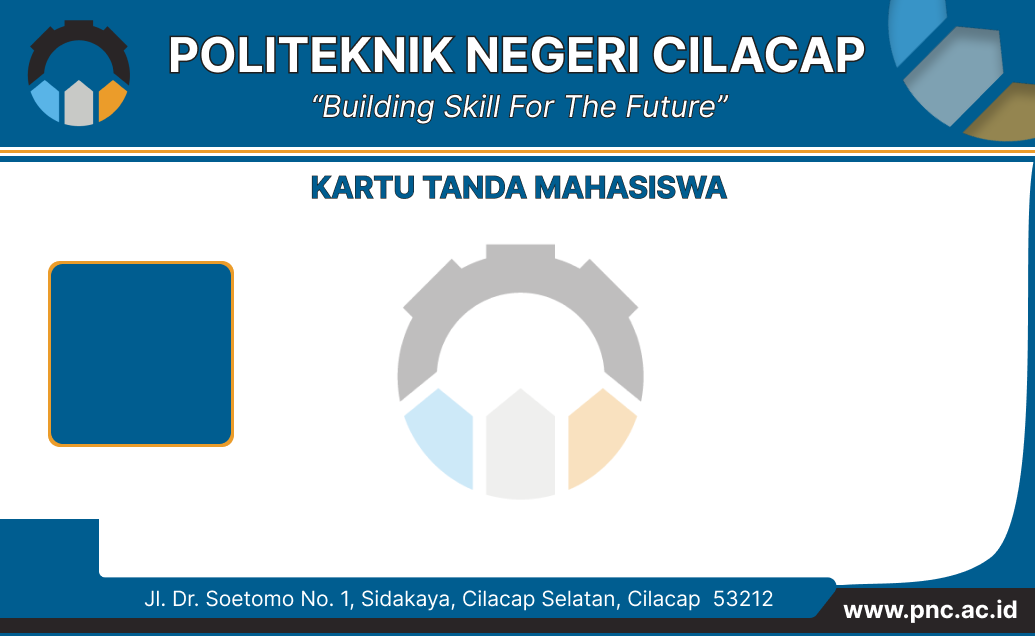 POLITEKNIK NEGERI CILACAP
“Building Skill For The Future”
KARTU TANDA MAHASISWA
Jl. Dr. Soetomo No. 1, Sidakaya, Cilacap Selatan, Cilacap 53212
www.pnc.ac.id